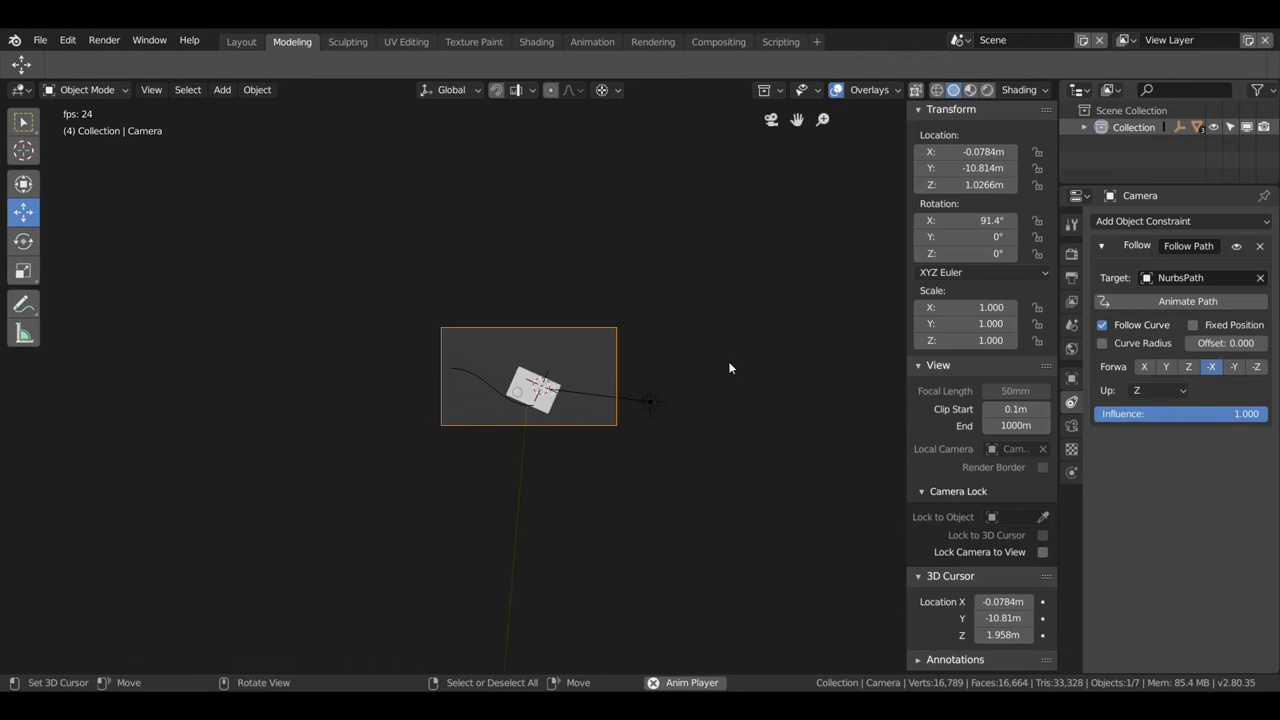 File Edit Render Window Help Layout Modeling Sculpting UV Editing Texture Paint Shading Animation Rendering Compositing Scripting + Scene View Layer
Object Mode View Select Add Object Global Overlays Shading
fps: 24
(4) Collection | Camera
Transform
Location:
X: -0.0784m
Y: -10.814m
Z: 1.0266m
Rotation:
X: 91.4°
Y: 0°
Z: 0°
XYZ Euler
Scale:
X: 1.000
Y: 1.000
Z: 1.000
View
Focal Length 50mm
Clip Start 0.1m
End 1000m
Local Camera Cam..
Render Border
Camera Lock
Lock to Object
Lock to 3D Cursor
Lock Camera to View
3D Cursor
Location X -0.0784m
Y -10.81m
Z 1.958m
Annotations
Scene Collection
Collection
Camera
Add Object Constraint
Follow Follow Path
Target: NurbsPath
Animate Path
Follow Curve Fixed Position
Curve Radius Offset: 0.000
Forwa X Y Z -X -Y -Z
Up: Z
Influence: 1.000
Set 3D Cursor Move Rotate View Select or Deselect All Move Anim Player Collection | Camera | Verts:16,789 | Faces:16,664 | Tris:33,328 | Objects:1/7 | Mem: 85.4 MB | v2.80.35